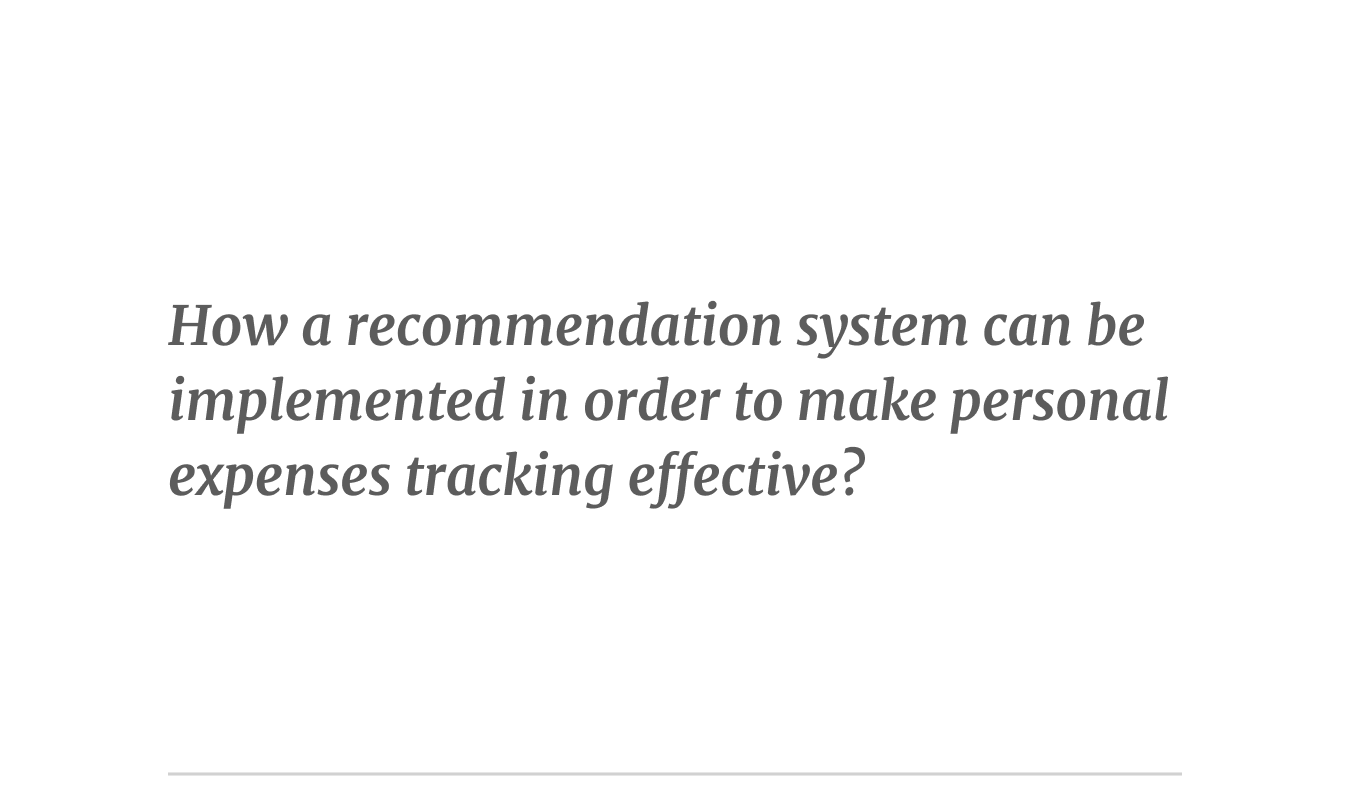 How a recommendation system can be
implemented in order to make personal
expenses tracking effective?